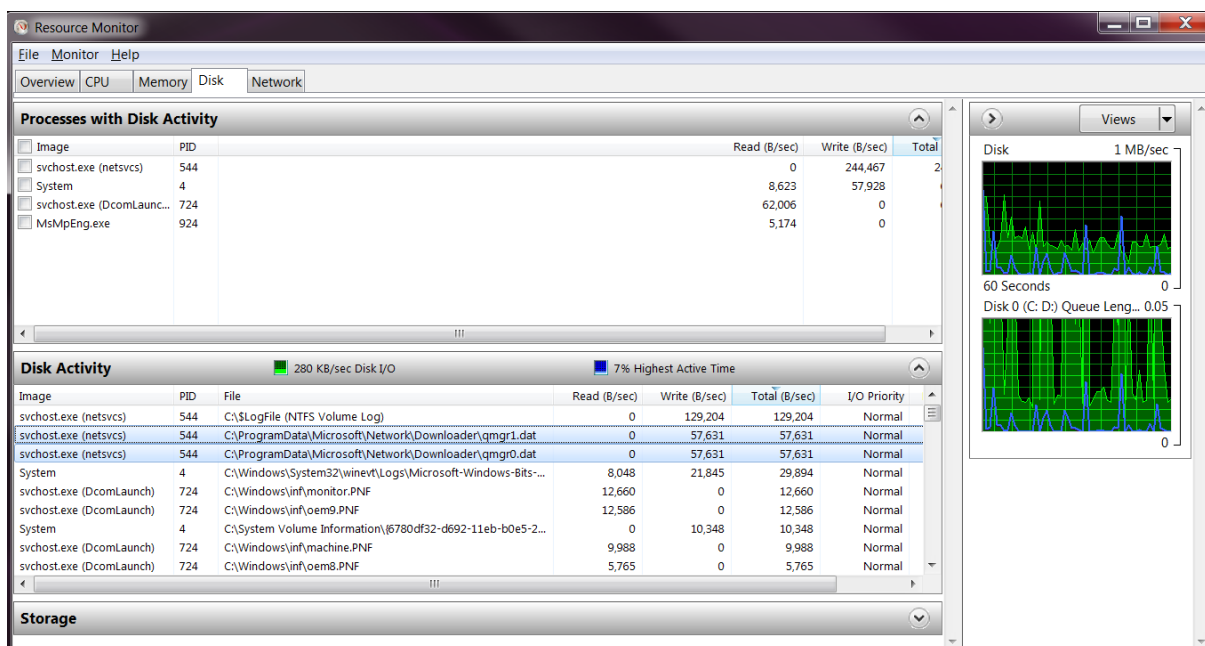 Resource Monitor
File Monitor Help
Overview CPU Memory Disk Network
Processes with Disk Activity
Image PID Read (B/sec) Write (B/sec) Total
svchost.exe (netsvcs) 544 0 244,467
System 4 8,623 57,928
svchost.exe (DcomLaunc... 724 62,006 0
MsMpEng.exe 924 5,174 0
Disk Activity 280 KB/sec Disk I/O 7% Highest Active Time
Image PID File Read (B/sec) Write (B/sec) Total (B/sec) I/O Priority
svchost.exe (netsvcs) 544 C:\$LogFile (NTFS Volume Log) 0 129,204 129,204 Normal
svchost.exe (netsvcs) 544 C:\ProgramData\Microsoft\Network\Downloader\qmgr1.dat 0 57,631 57,631 Normal
svchost.exe (netsvcs) 544 C:\ProgramData\Microsoft\Network\Downloader\qmgr0.dat 0 57,631 57,631 Normal
System 4 C:\Windows\System32\winevt\Logs\Microsoft-Windows-Bits-... 8,048 21,845 29,894 Normal
svchost.exe (DcomLaunch) 724 C:\Windows\inf\monitor.PNF 12,660 0 12,660 Normal
svchost.exe (DcomLaunch) 724 C:\Windows\inf\oem9.PNF 12,586 0 12,586 Normal
System 4 C:\System Volume Information\{6780df32-d692-11eb-b0e5-2... 0 10,348 10,348 Normal
svchost.exe (DcomLaunch) 724 C:\Windows\inf\machine.PNF 9,988 0 9,988 Normal
svchost.exe (DcomLaunch) 724 C:\Windows\inf\oem8.PNF 5,765 0 5,765 Normal
Storage
Views
Disk 1 MB/sec
60 Seconds 0
Disk 0 (C: D:) Queue Leng... 0.05
0